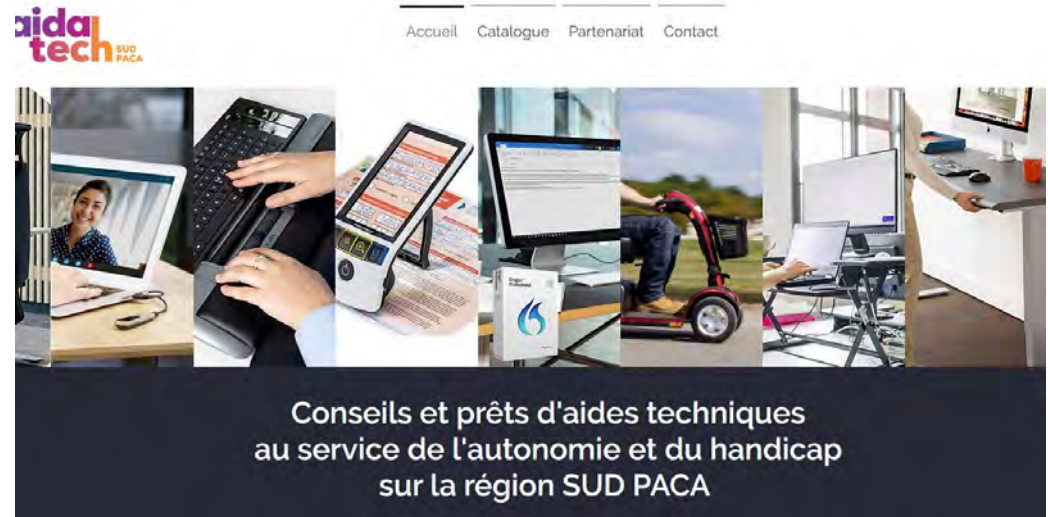 aida
tech SUD
PACA
Accueil Catalogue Partenariat Contact
Conseils et prêts d'aides techniques
au service de l'autonomie et du handicap
sur la région SUD PACA